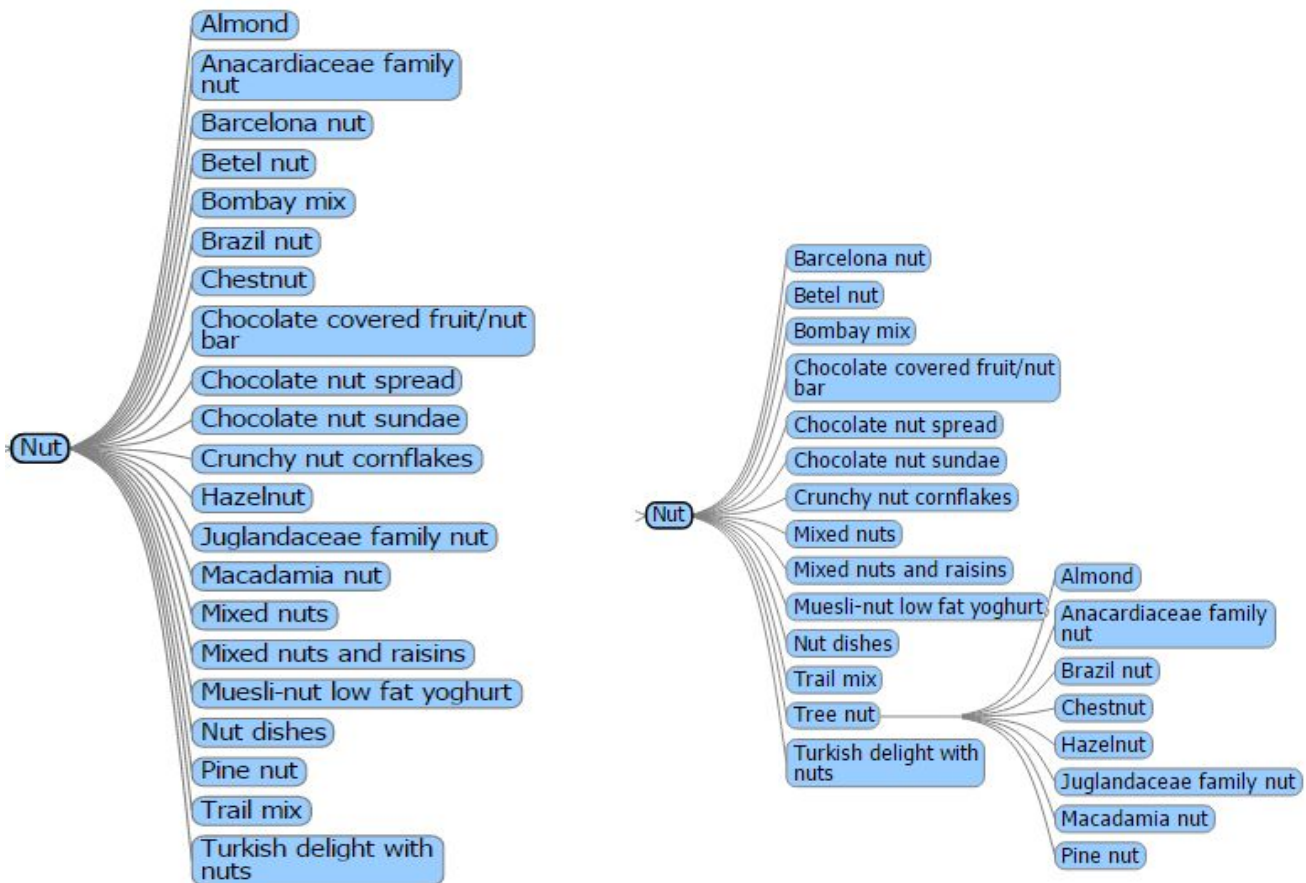 Nut
Almond
Anacardiaceae family
nut
Barcelona nut
Betel nut
Bombay mix
Brazil nut
Chestnut
Chocolate covered fruit/nut
bar
Chocolate nut spread
Chocolate nut sundae
Crunchy nut cornflakes
Hazelnut
Juglandaceae family nut
Macadamia nut
Mixed nuts
Mixed nuts and raisins
Muesli-nut low fat yoghurt
Nut dishes
Pine nut
Trail mix
Turkish delight with
nuts
Nut
Barcelona nut
Betel nut
Bombay mix
Chocolate covered fruit/nut
bar
Chocolate nut spread
Chocolate nut sundae
Crunchy nut cornflakes
Mixed nuts
Mixed nuts and raisins
Muesli-nut low fat yoghurt
Nut dishes
Trail mix
Tree nut
Turkish delight with
nuts
Almond
Anacardiaceae family
nut
Brazil nut
Chestnut
Hazelnut
Juglandaceae family nut
Macadamia nut
Pine nut